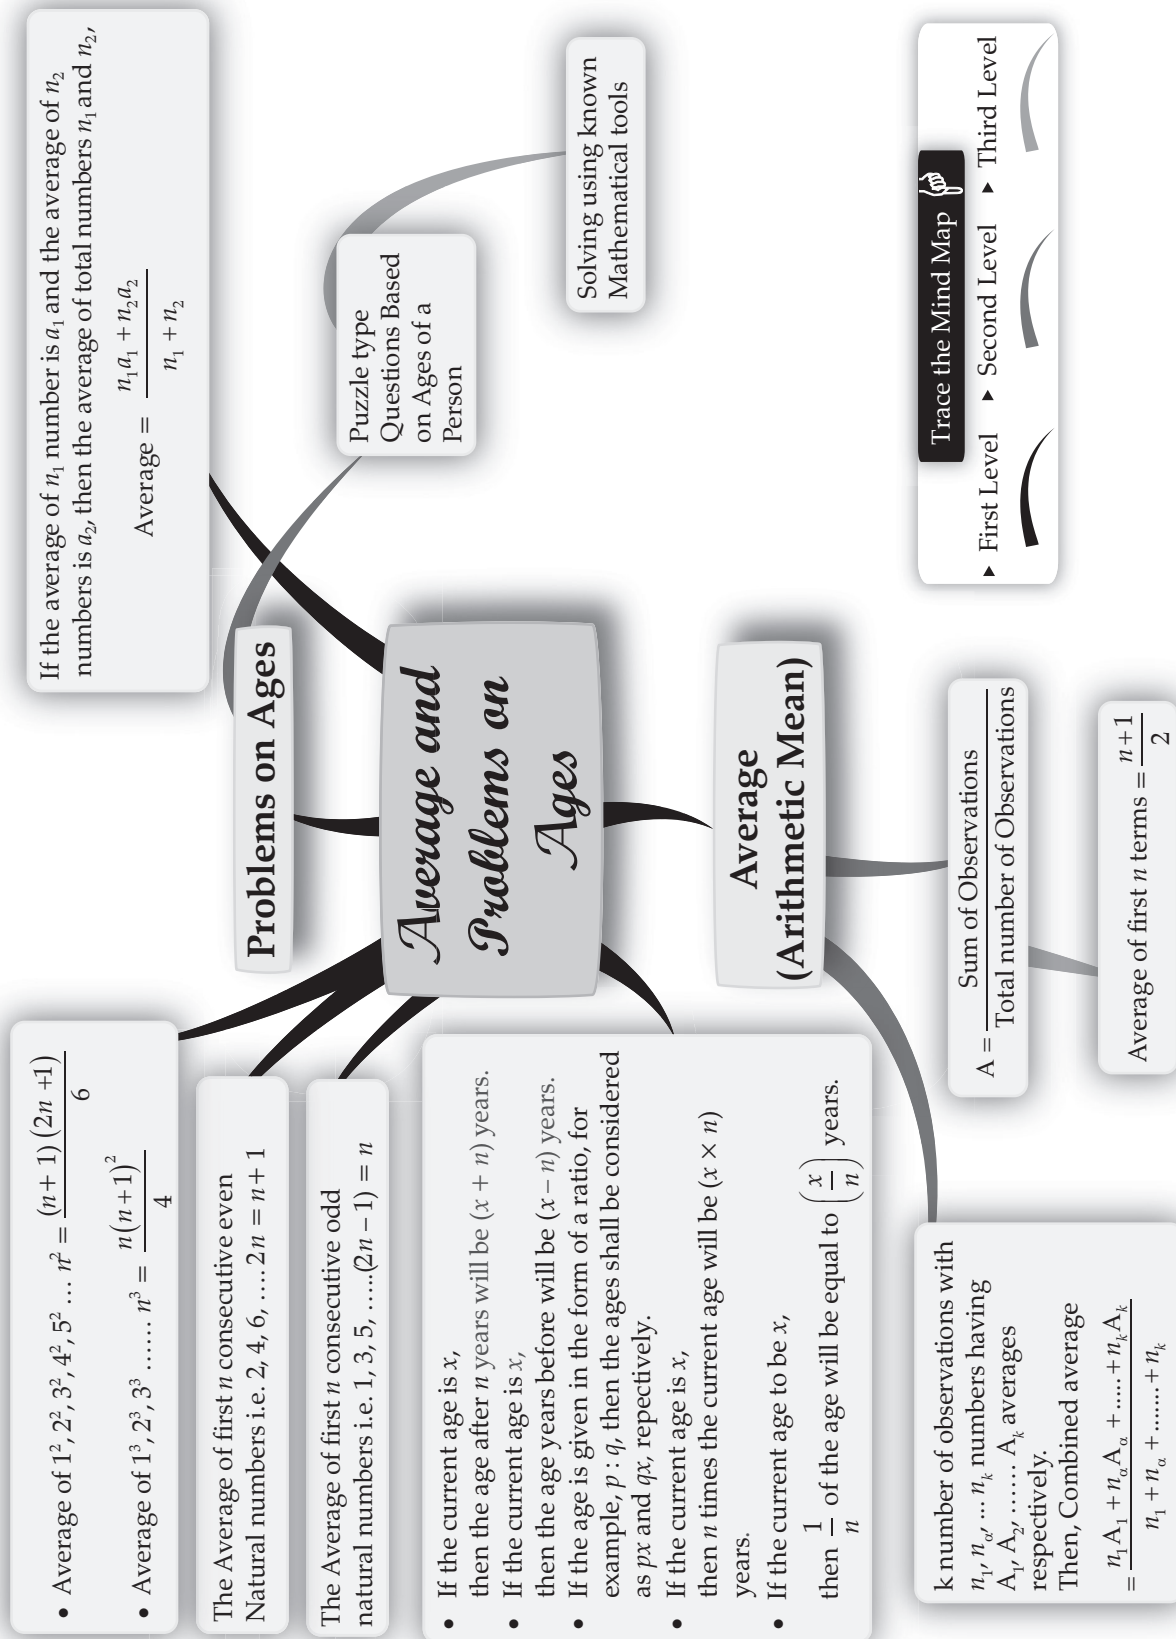 • Average of 1², 2², 3², 4², 5² … n² = (n + 1) (2n + 1) / 6
• Average of 1³, 2³, 3³ …… n³ = n(n+1)² / 4
The Average of first n consecutive even
Natural numbers i.e. 2, 4, 6, …. 2n = n + 1
The Average of first n consecutive odd
natural numbers i.e. 1, 3, 5, …..(2n – 1) = n
• If the current age is x,
then the age after n years will be (x + n) years.
• If the current age is x,
then the age years before will be (x – n) years.
• If the age is given in the form of a ratio, for
example, p : q, then the ages shall be considered
as px and qx, repectively.
• If the current age is x,
then n times the current age will be (x × n)
years.
• If the current age to be x,
then 1/n of the age will be equal to (x/n) years.
k number of observations with
n₁, nα, ... nₖ numbers having
A₁, A₂, …… Aₖ averages
respectively.
Then, Combined average
= n₁A₁ + nαAα + ..... + nₖAₖ / n₁ + nα + ....... + nₖ
Problems on Ages
Average and
Problems on
Ages
Average
(Arithmetic Mean)
A = Sum of Observations / Total number of Observations
Average of first n terms = n+1 / 2
If the average of n₁ number is a₁ and the average of n₂
numbers is a₂, then the average of total numbers n₁ and n₂,
Average = n₁a₁ + n₂a₂ / n₁ + n₂
Puzzle type
Questions Based
on Ages of a
Person
Solving using known
Mathematical tools
Trace the Mind Map
▶ First Level ▶ Second Level ▶ Third Level